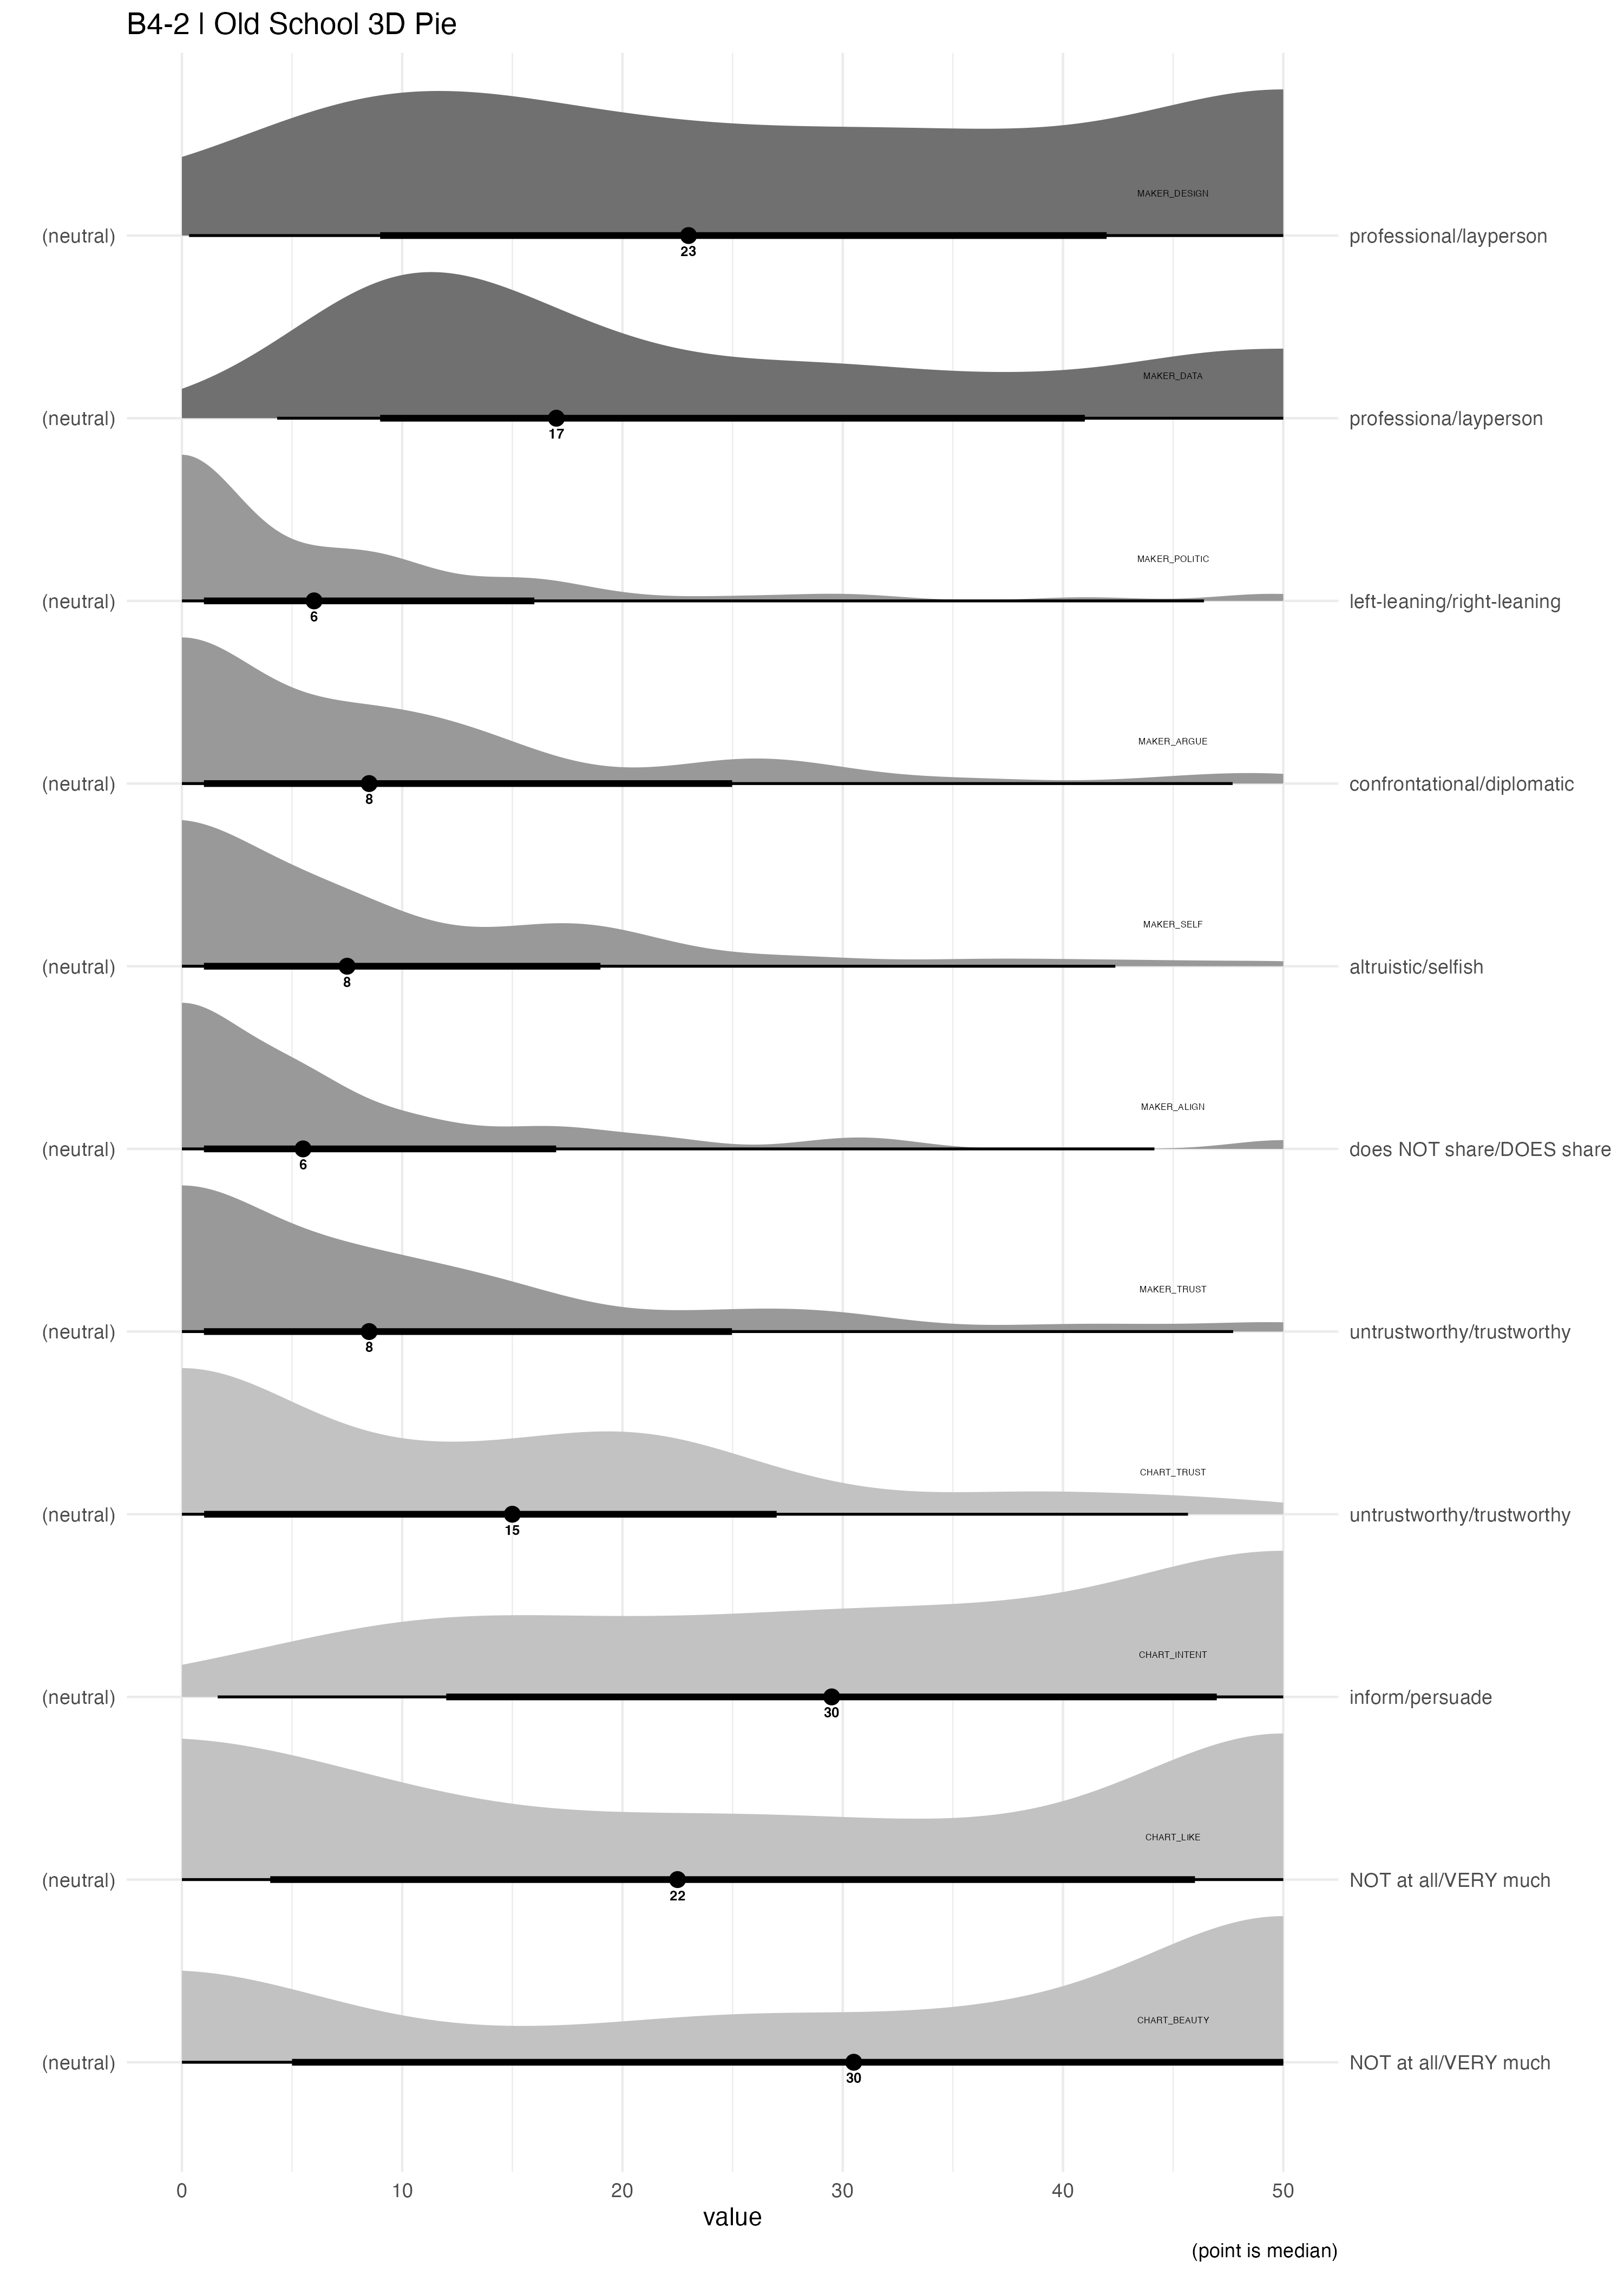 B4-2 | Old School 3D Pie
MAKER_DESIGN
(neutral) professional/layperson
23
MAKER_DATA
(neutral) professiona/layperson
17
MAKER_POLITIC
(neutral) left-leaning/right-leaning
6
MAKER_ARGUE
(neutral) confrontational/diplomatic
8
MAKER_SELF
(neutral) altruistic/selfish
8
MAKER_ALIGN
(neutral) does NOT share/DOES share
6
MAKER_TRUST
(neutral) untrustworthy/trustworthy
8
CHART_TRUST
(neutral) untrustworthy/trustworthy
15
CHART_INTENT
(neutral) inform/persuade
30
CHART_LIKE
(neutral) NOT at all/VERY much
22
CHART_BEAUTY
(neutral) NOT at all/VERY much
30
0 10 20 30 40 50
value
(point is median)